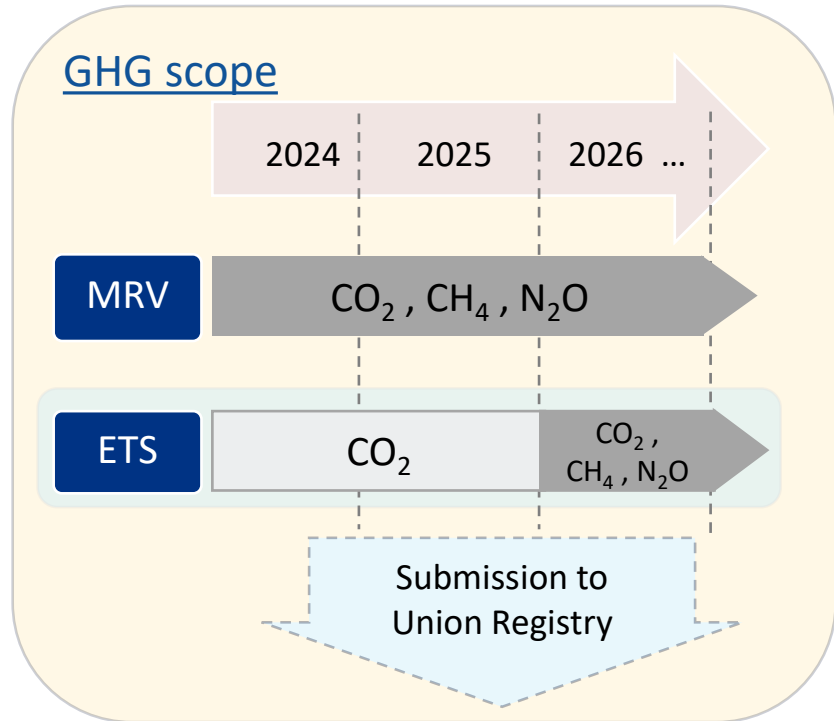 GHG scope
2024 2025 2026 ...
MRV
CO₂ , CH₄ , N₂O
ETS
CO₂
CO₂ ,
CH₄ , N₂O
Submission to
Union Registry